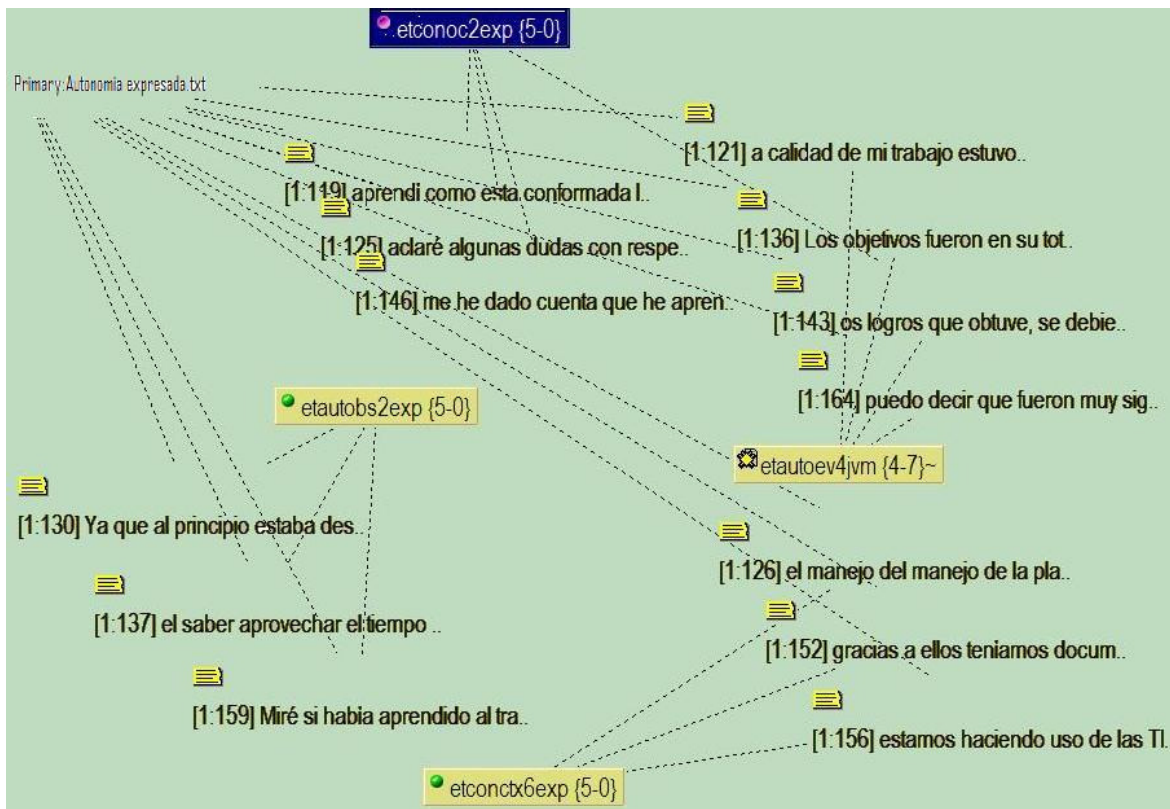 etconoc2exp {5-0}
Primary:Autonomia expresada.txt
[1:121] a calidad de mi trabajo estuvo..
[1:119] aprendi como esta conformada l..
[1:125] aclaré algunas dudas con respe..
[1:136] Los objetivos fueron en su tot..
[1:146] me he dado cuenta que he apren..
[1:143] os logros que obtuve, se debie..
[1:164] puedo decir que fueron muy sig..
etautobs2exp {5-0}
etautoev4jvm {4-7}~
[1:130] Ya que al principio estaba des..
[1:126] el manejo del manejo de la pla..
[1:137] el saber aprovechar el tiempo ..
[1:152] gracias a ellos teniamos docum..
[1:159] Miré si habia aprendido al tra..
[1:156] estamos haciendo uso de las TI.
etconctx6exp {5-0}